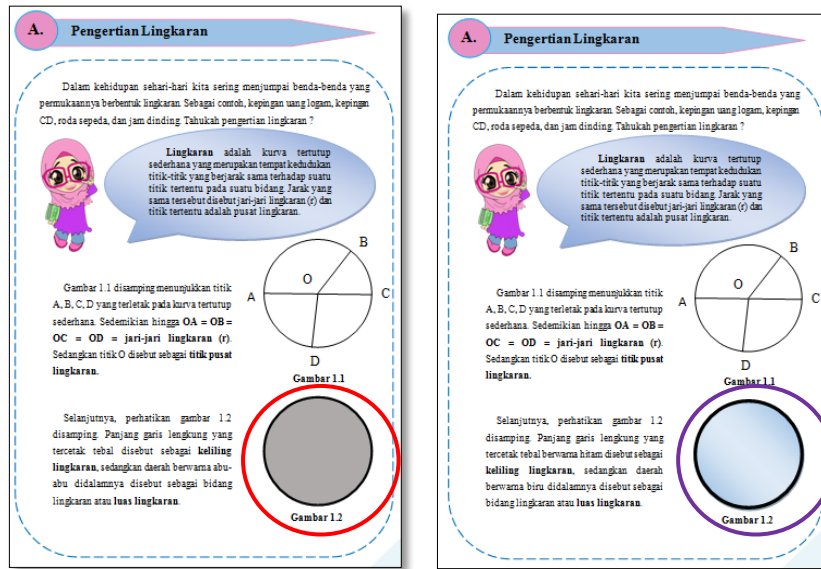 A. Pengertian Lingkaran
Dalam kehidupan sehari-hari kita sering menjumpai benda-benda yang
permukaannya berbentuk lingkaran. Sebagai contoh, kepingan uang logam, kepingan
CD, roda sepeda, dan jam dinding. Tahukah pengertian lingkaran ?
Lingkaran adalah kurva tertutup
sederhana yang merupakan tempat kedudukan
titik-titik yang berjarak sama terhadap suatu
titik tertentu pada suatu bidang. Jarak yang
sama tersebut disebut jari-jari lingkaran (r) dan
titik tertentu adalah pusat lingkaran.
B
O
A
C
D
Gambar 1.1
Gambar 1.1 disamping menunjukkan titik
A, B, C, D yang terletak pada kurva tertutup
sederhana. Sedemikian hingga OA = OB =
OC = OD = jari-jari lingkaran (r).
Sedangkan titik O disebut sebagai titik pusat
lingkaran.
Selanjutnya, perhatikan gambar 1.2
disamping. Panjang garis lengkung yang
tercetak tebal disebut sebagai keliling
lingkaran, sedangkan daerah berwarna abu-
abu didalamnya disebut sebagai bidang
lingkaran atau luas lingkaran.
Gambar 1.2
A. Pengertian Lingkaran
Dalam kehidupan sehari-hari kita sering menjumpai benda-benda yang
permukaannya berbentuk lingkaran. Sebagai contoh, kepingan uang logam, kepingan
CD, roda sepeda, dan jam dinding. Tahukah pengertian lingkaran ?
Lingkaran adalah kurva tertutup
sederhana yang merupakan tempat kedudukan
titik-titik yang berjarak sama terhadap suatu
titik tertentu pada suatu bidang. Jarak yang
sama tersebut disebut jari-jari lingkaran (r) dan
titik tertentu adalah pusat lingkaran.
B
O
A
C
D
Gambar 1.1
Gambar 1.1 disamping menunjukkan titik
A, B, C, D yang terletak pada kurva tertutup
sederhana. Sedemikian hingga OA = OB =
OC = OD = jari-jari lingkaran (r).
Sedangkan titik O disebut sebagai titik pusat
lingkaran.
Selanjutnya, perhatikan gambar 1.2
disamping. Panjang garis lengkung yang
tercetak tebal berwarna hitam disebut sebagai
keliling lingkaran, sedangkan daerah
berwarna biru didalamnya disebut sebagai
bidang lingkaran atau luas lingkaran.
Gambar 1.2